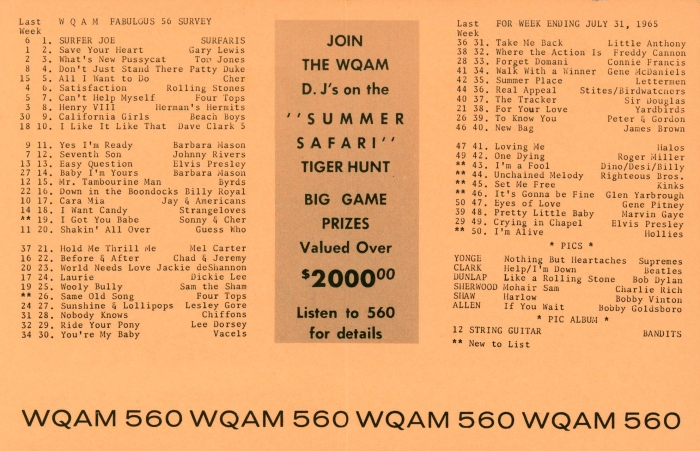 Last W Q A M FABULOUS 56 SURVEY
Week
6 1. SURFER JOE SURFARIS
1 2. Save Your Heart Gary Lewis
2 3. What's New Pussycat Tom Jones
8 4. Don't Just Stand There Patty Duke
15 5. All I Want to Do Cher
4 6. Satisfaction Rolling Stones
5 7. Can't Help Myself Four Tops
3 8. Henry VIII Herman's Hermits
30 9. California Girls Beach Boys
18 10. I Like It Like That Dave Clark 5
9 11. Yes I'm Ready Barbara Mason
7 12. Seventh Son Johnny Rivers
13 13. Easy Question Elvis Presley
27 14. Baby I'm Yours Barbara Mason
12 15. Mr. Tambourine Man Byrds
22 16. Down in the Boondocks Billy Royal
10 17. Cara Mia Jay & Americans
14 18. I Want Candy Strangeloves
** 19. I Got You Babe Sonny & Cher
11 20. Shakin' All Over Guess Who
37 21. Hold Me Thrill Me Mel Carter
16 22. Before & After Chad & Jeremy
20 23. World Needs Love Jackie deShannon
17 24. Laurie Dickie Lee
19 25. Wooly Bully Sam the Sham
** 26. Same Old Song Four Tops
24 27. Sunshine & Lollipops Lesley Gore
31 28. Nobody Knows Chiffons
32 29. Ride Your Pony Lee Dorsey
34 30. You're My Baby Vacels
JOIN
THE WQAM
D. J's on the
''SUMMER
SAFARI''
TIGER HUNT
BIG GAME
PRIZES
Valued Over
$2000 00
Listen to 560
for details
Last FOR WEEK ENDING JULY 31, 1965
Week
36 31. Take Me Back Little Anthony
38 32. Where the Action Is Freddy Cannon
28 33. Forget Domani Connie Francis
41 34. Walk With a Winner Gene McDaniels
42 35. Summer Place Lettermen
44 36. Real Appeal Stites/Birdwatchers
40 37. The Tracker Sir Douglas
21 38. For Your Love Yardbirds
26 39. To Know You Peter & Gordon
46 40. New Bag James Brown
47 41. Loving Me Halos
49 42. One Dying Roger Miller
** 43. I'm a Fool Dino/Desi/Billy
** 44. Unchained Melody Righteous Bros.
** 45. Set Me Free Kinks
** 46. It's Gonna be Fine Glen Yarbrough
50 47. Eyes of Love Gene Pitney
39 48. Pretty Little Baby Marvin Gaye
29 49. Crying in Chapel Elvis Presley
** 50. I'm Alive Hollies
* PICS *
YONGE Nothing But Heartaches Supremes
CLARK Help/I'm Down Beatles
DUNLAP Like a Rolling Stone Bob Dylan
SHERWOOD Mohair Sam Charlie Rich
SHAW Harlow Bobby Vinton
ALLEN If You Wait Bobby Goldsboro
* PIC ALBUM *
12 STRING GUITAR BANDITS
** New to List
WQAM 560 WQAM 560 WQAM 560 WQAM 560